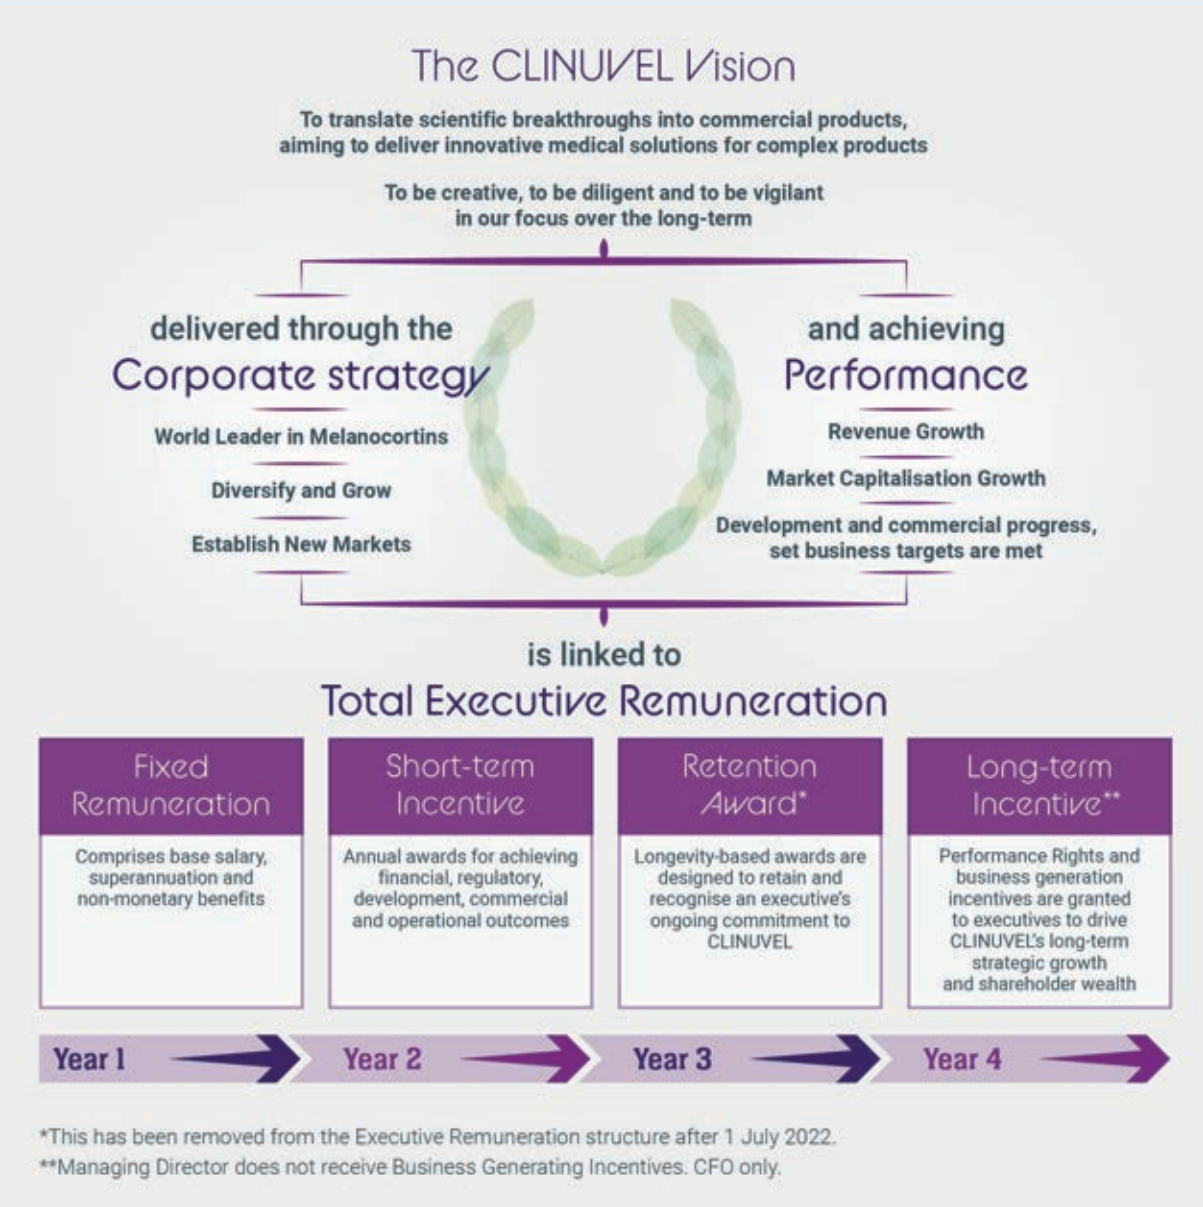 The CLINUVEL Vision
To translate scientific breakthroughs into commercial products,
aiming to deliver innovative medical solutions for complex products
To be creative, to be diligent and to be vigilant
in our focus over the long-term
delivered through the
Corporate strategy
World Leader in Melanocortins
Diversify and Grow
Establish New Markets
and achieving
Performance
Revenue Growth
Market Capitalisation Growth
Development and commercial progress,
set business targets are met
is linked to
Total Executive Remuneration
Fixed
Remuneration
Comprises base salary,
superannuation and
non-monetary benefits
Short-term
Incentive
Annual awards for achieving
financial, regulatory,
development, commercial
and operational outcomes
Retention
Award*
Longevity-based awards are
designed to retain and
recognise an executive's
ongoing commitment to
CLINUVEL
Long-term
Incentive**
Performance Rights and
business generation
incentives are granted
to executives to drive
CLINUVEL's long-term
strategic growth
and shareholder wealth
Year 1
Year 2
Year 3
Year 4
*This has been removed from the Executive Remuneration structure after 1 July 2022.
**Managing Director does not receive Business Generating Incentives. CFO only.